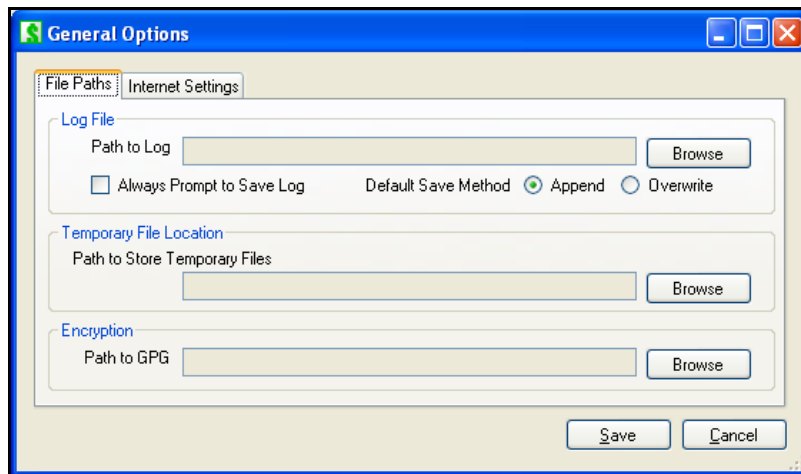 General Options
File Paths Internet Settings
Log File
Path to Log Browse
Always Prompt to Save Log Default Save Method Append Overwrite
Temporary File Location
Path to Store Temporary Files
Browse
Encryption
Path to GPG Browse
Save Cancel